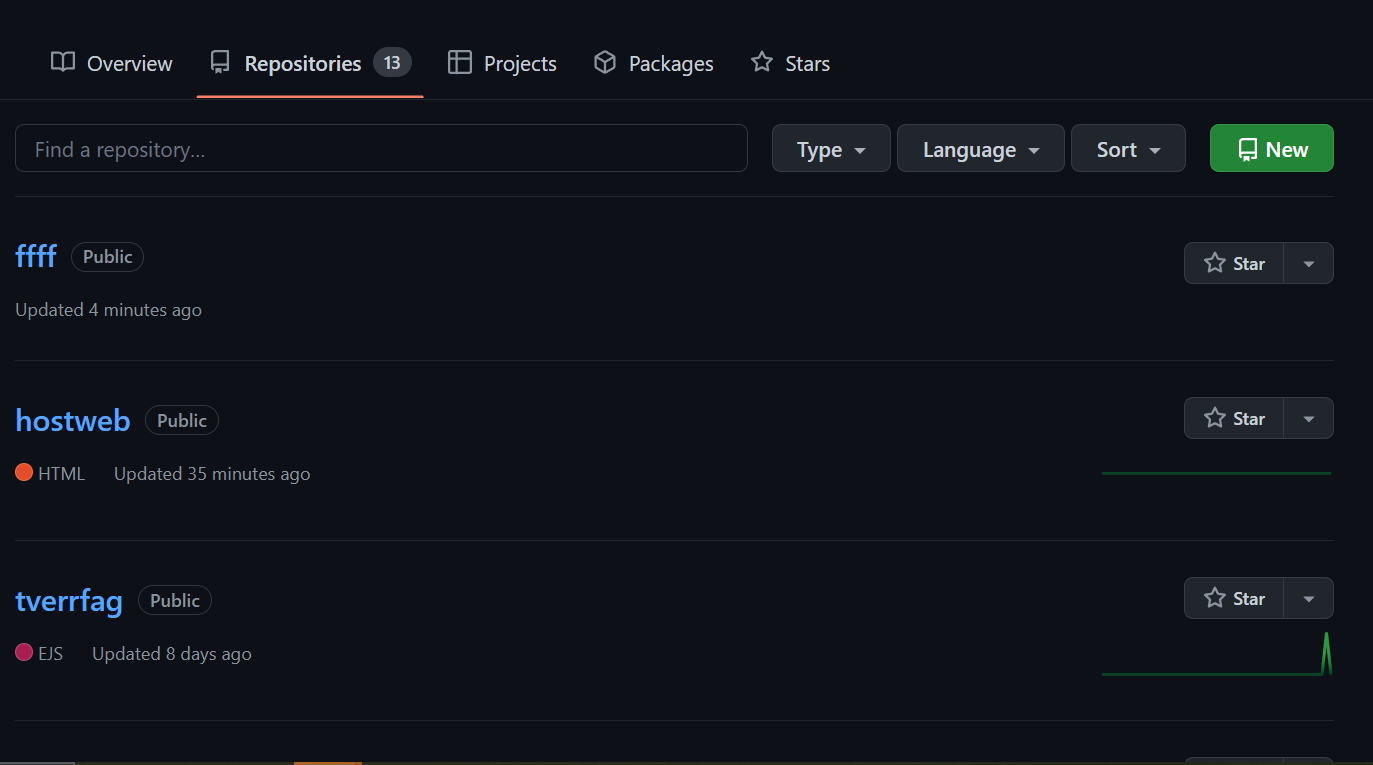 Overview Repositories 13 Projects Packages Stars
Find a repository... Type Language Sort New
ffff Public Star
Updated 4 minutes ago
hostweb Public Star
HTML Updated 35 minutes ago
tverrfag Public Star
EJS Updated 8 days ago